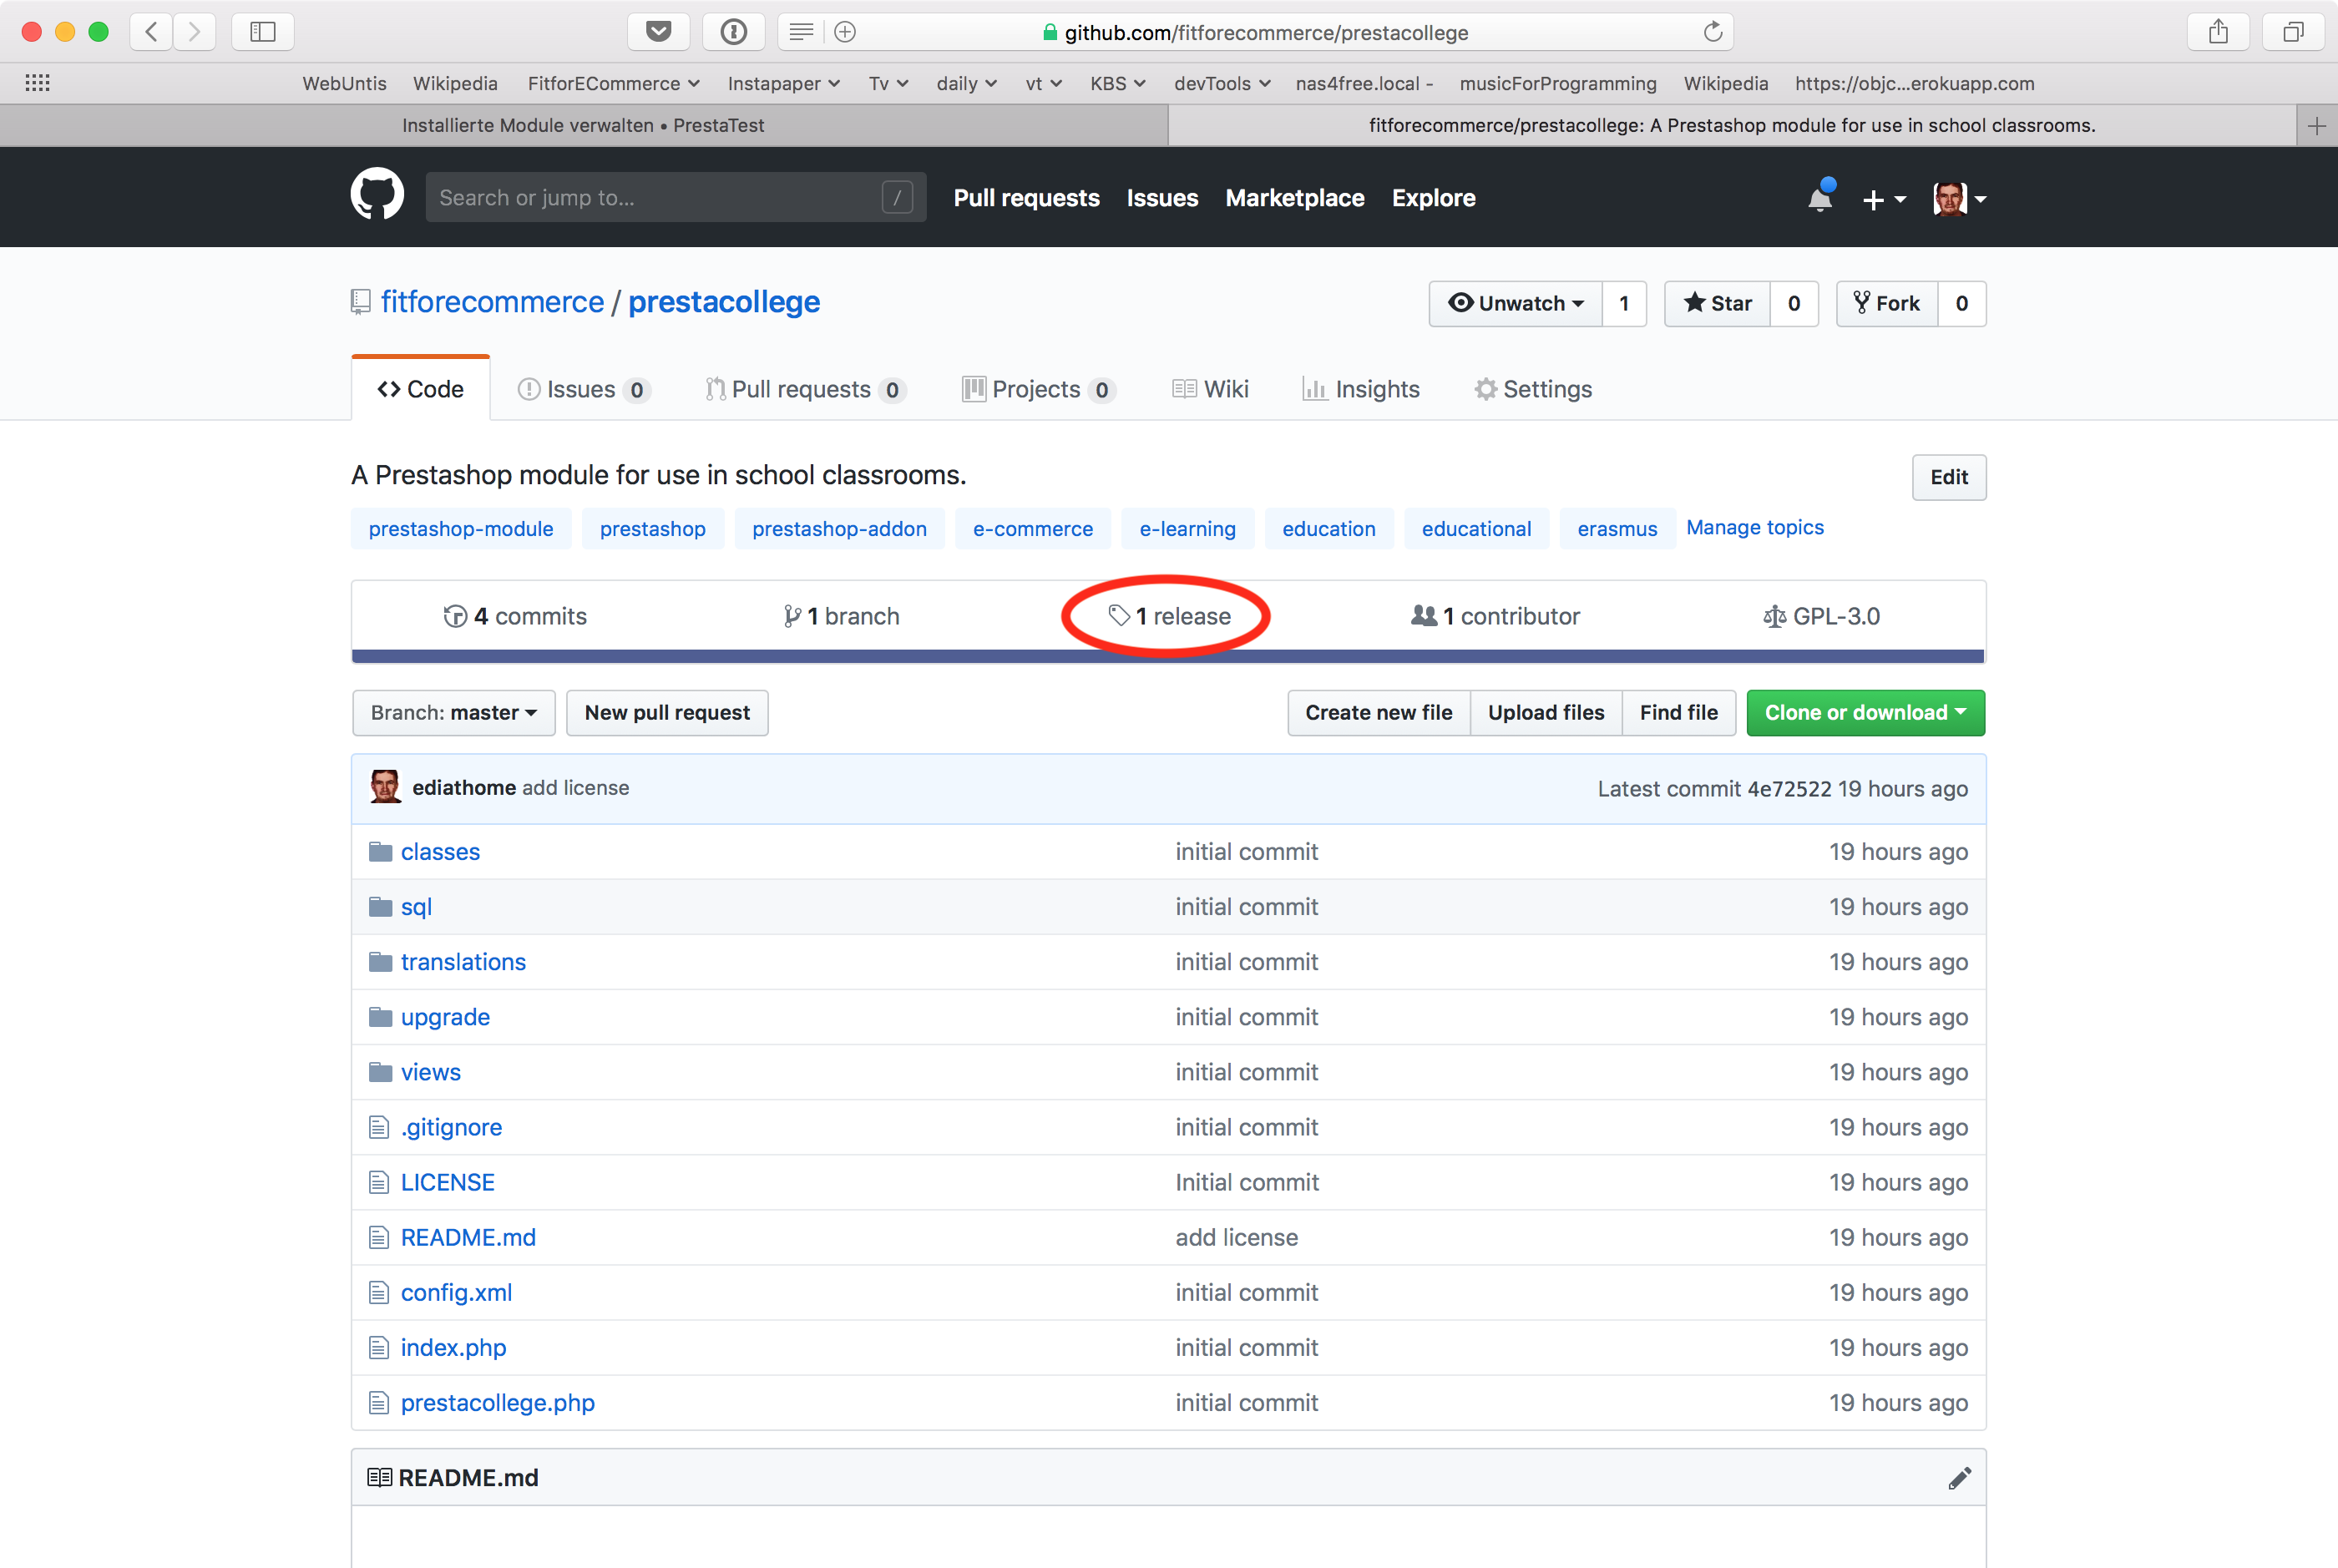 github.com/fitforecommerce/prestacollege
WebUntis Wikipedia FitforECommerce Instapaper Tv daily vt KBS devTools nas4free.local - musicForProgramming Wikipedia https://objc...erokuapp.com
Installierte Module verwalten • PrestaTest
fitforecommerce/prestacollege: A Prestashop module for use in school classrooms.
Search or jump to... / Pull requests Issues Marketplace Explore
fitforecommerce / prestacollege
Unwatch 1 Star 0 Fork 0
Code Issues 0 Pull requests 0 Projects 0 Wiki Insights Settings
A Prestashop module for use in school classrooms.
Edit
prestashop-module prestashop prestashop-addon e-commerce e-learning education educational erasmus Manage topics
4 commits 1 branch 1 release 1 contributor GPL-3.0
Branch: master New pull request Create new file Upload files Find file Clone or download
ediathome add license Latest commit 4e72522 19 hours ago
classes initial commit 19 hours ago
sql initial commit 19 hours ago
translations initial commit 19 hours ago
upgrade initial commit 19 hours ago
views initial commit 19 hours ago
.gitignore initial commit 19 hours ago
LICENSE Initial commit 19 hours ago
README.md add license 19 hours ago
config.xml initial commit 19 hours ago
index.php initial commit 19 hours ago
prestacollege.php initial commit 19 hours ago
README.md